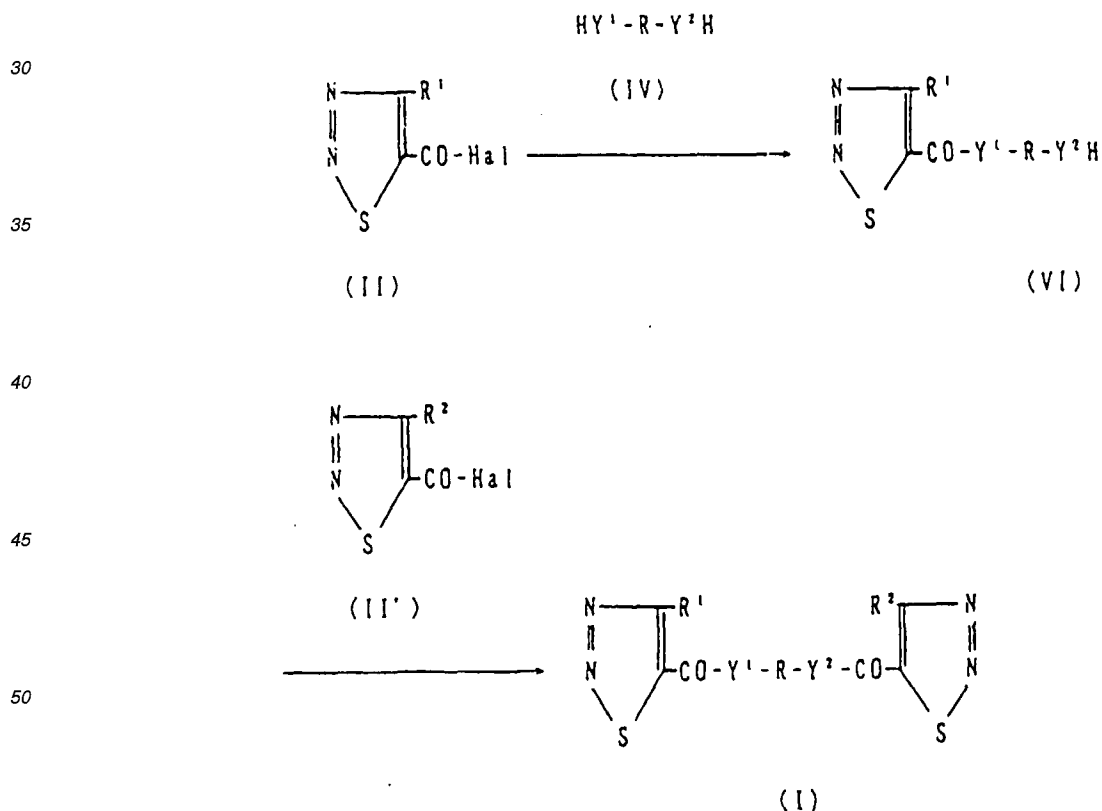 HY¹-R-Y²H
30
(IV)
N R¹
N CO-Hal
S
N R¹
N CO-Y¹-R-Y²H
S
35
(II)
(VI)
40
N R²
N CO-Hal
S
45
(II')
N R¹
N CO-Y¹-R-Y²-CO
S
R² N
N
S
50
(I)